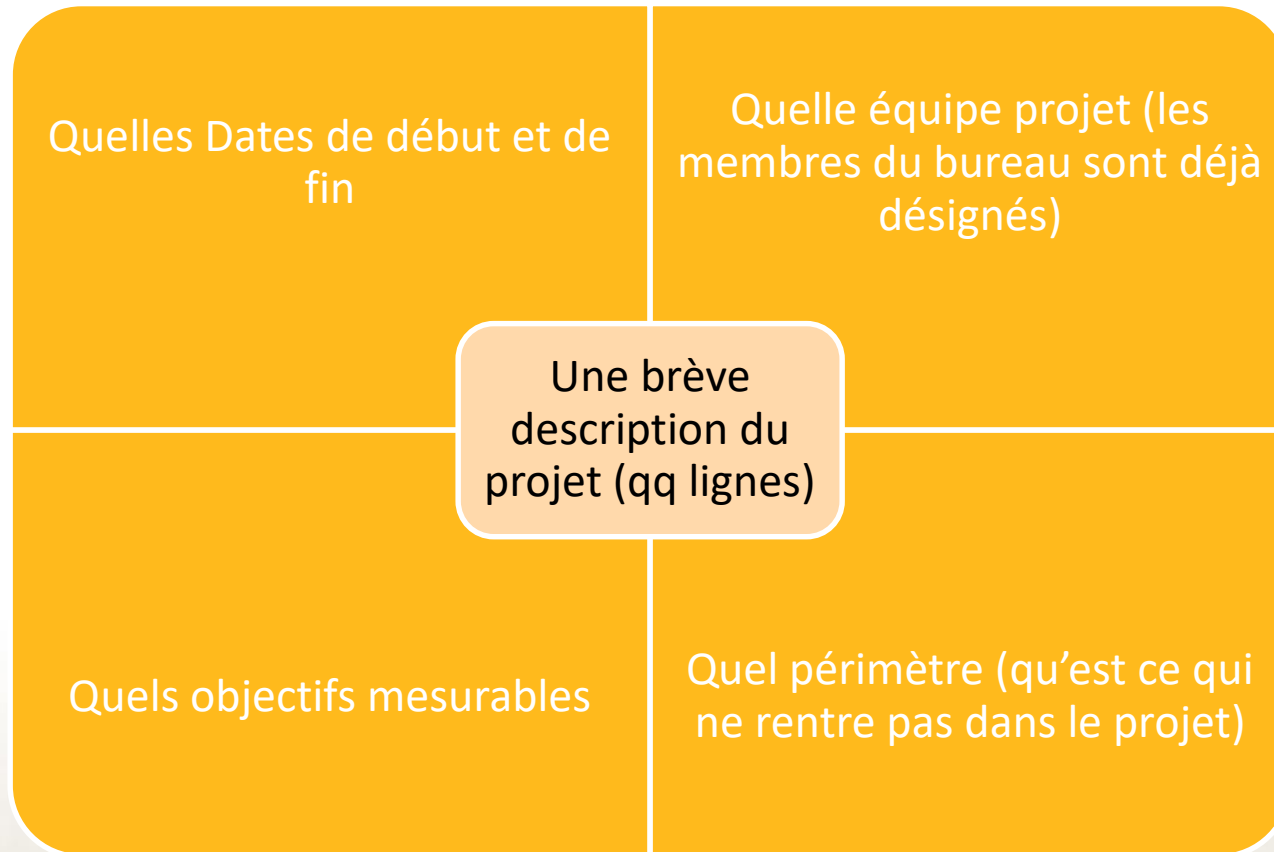 Quelles Dates de début et de
fin
Quelle équipe projet (les
membres du bureau sont déjà
désignés)
Une brève
description du
projet (qq lignes)
Quels objectifs mesurables
Quel périmètre (qu’est ce qui
ne rentre pas dans le projet)